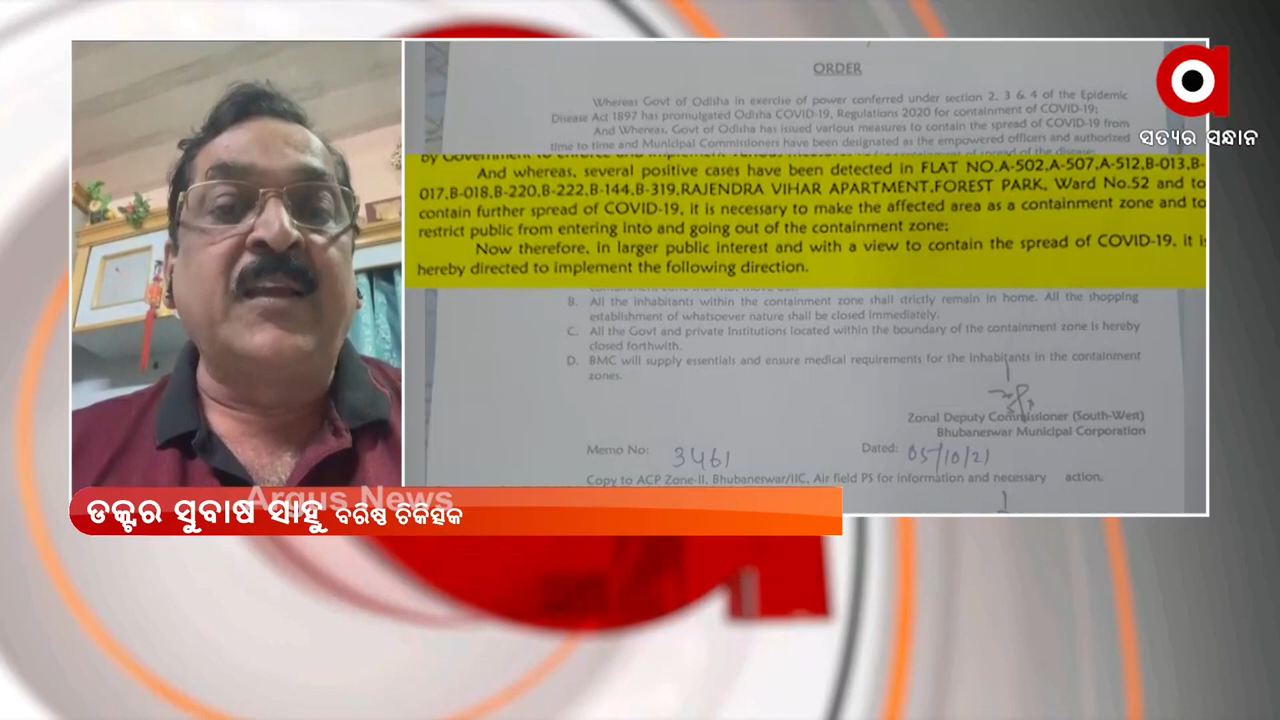 ORDER
Whereas Govt of Odisha in exercise of power conferred under section 2, 3 & 4 of the Epidemic
Disease Act 1897 has promulgated Odisha COVID-19, Regulations 2020 for containment of COVID-19;
And Whereas, Govt of Odisha has issued various measures to contain the spread of COVID-19 from
time to time and Municipal Commissioners have been designated as the empowered officers and authorized
And whereas, several positive cases have been detected in FLAT NO.A-502,A-507,A-512,B-013,B-
017,B-018,B-220,B-222,B-144,B-319,RAJENDRA VIHAR APARTMENT,FOREST PARK, Ward No.52 and to
contain further spread of COVID-19, it is necessary to make the affected area as a containment zone and to
restrict public from entering into and going out of the containment zone;
Now therefore, in larger public interest and with a view to contain the spread of COVID-19, it is
hereby directed to implement the following direction.
B. All the inhabitants within the containment zone shall strictly remain in home. All the shopping
establishment of whatsoever nature shall be closed immediately.
C. All the Govt and private Institutions located within the boundary of the containment zone is hereby
closed forthwith.
D. BMC will supply essentials and ensure medical requirements for the inhabitants in the containment
zones.
Zonal Deputy Commissioner (South-West)
Bhubaneswar Municipal Corporation
Memo No: 3461 Dated: 05/10/21
Copy to ACP Zone-II, Bhubaneswar/IIC, Air field PS for information and necessary action.
ସତ୍ୟର ସନ୍ଧାନ
Argus News
ଡକ୍ଟର ସୁବାଷ ସାହୁ ବରିଷ୍ଠ ଚିକିତ୍ସକ